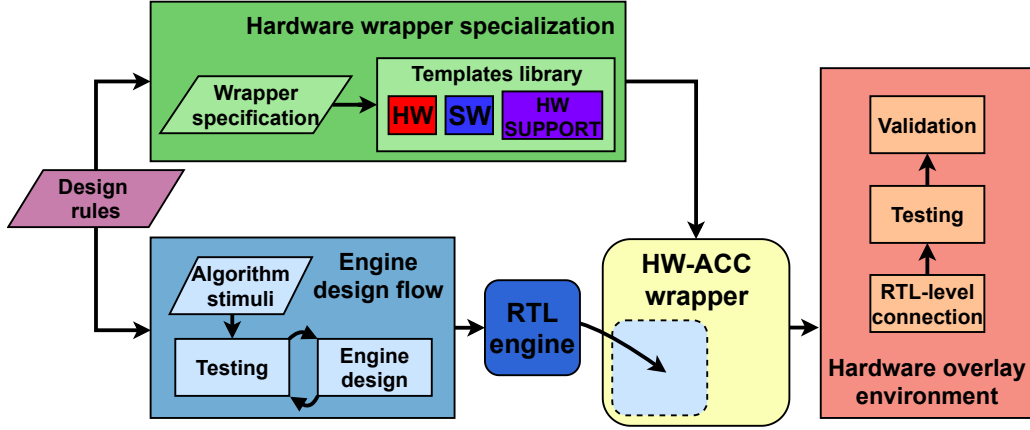 Hardware wrapper specialization
Wrapper
specification
Templates library
HW
SW
HW
SUPPORT
Design
rules
Engine
design flow
Algorithm
stimuli
Testing
Engine
design
RTL
engine
HW-ACC
wrapper
Validation
Testing
RTL-level
connection
Hardware overlay
environment